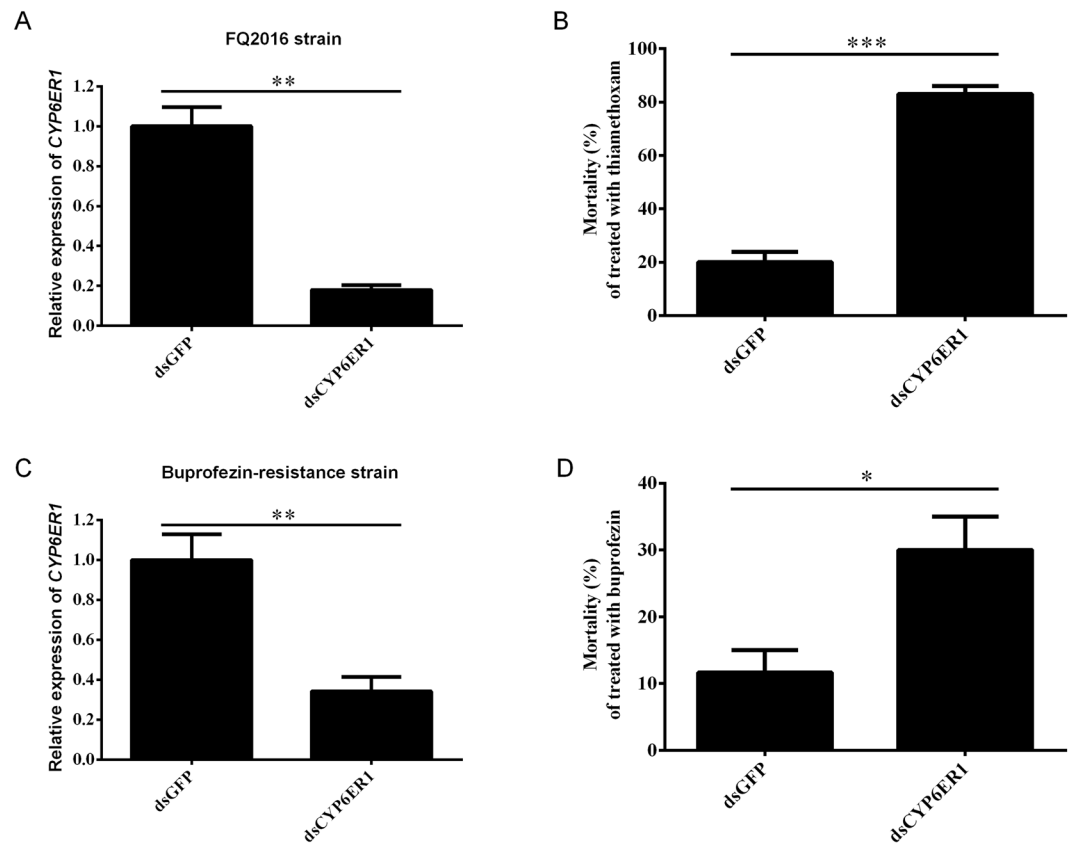 A
FQ2016 strain
**
Relative expression of CYP6ER1
1.2
1.0
0.8
0.6
0.4
0.2
0.0
dsGFP
dsCYP6ER1
B
***
Mortality (%)
of treated with thiamethoxam
100
80
60
40
20
0
dsGFP
dsCYP6ER1
C
Buprofezin-resistance strain
**
Relative expression of CYP6ER1
1.2
1.0
0.8
0.6
0.4
0.2
0.0
dsGFP
dsCYP6ER1
D
*
Mortality (%)
of treated with buprofezin
40
30
20
10
0
dsGFP
dsCYP6ER1